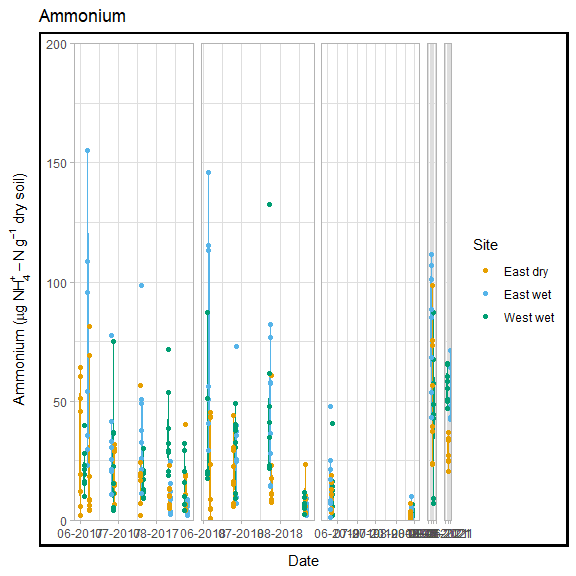 Ammonium
200
150
100
50
0
Ammonium (µg NH₄⁺ – N g⁻¹ dry soil)
06-2017 07-2017 08-2017 06-2018 07-2018 08-2018
Date
Site
East dry
East wet
West wet